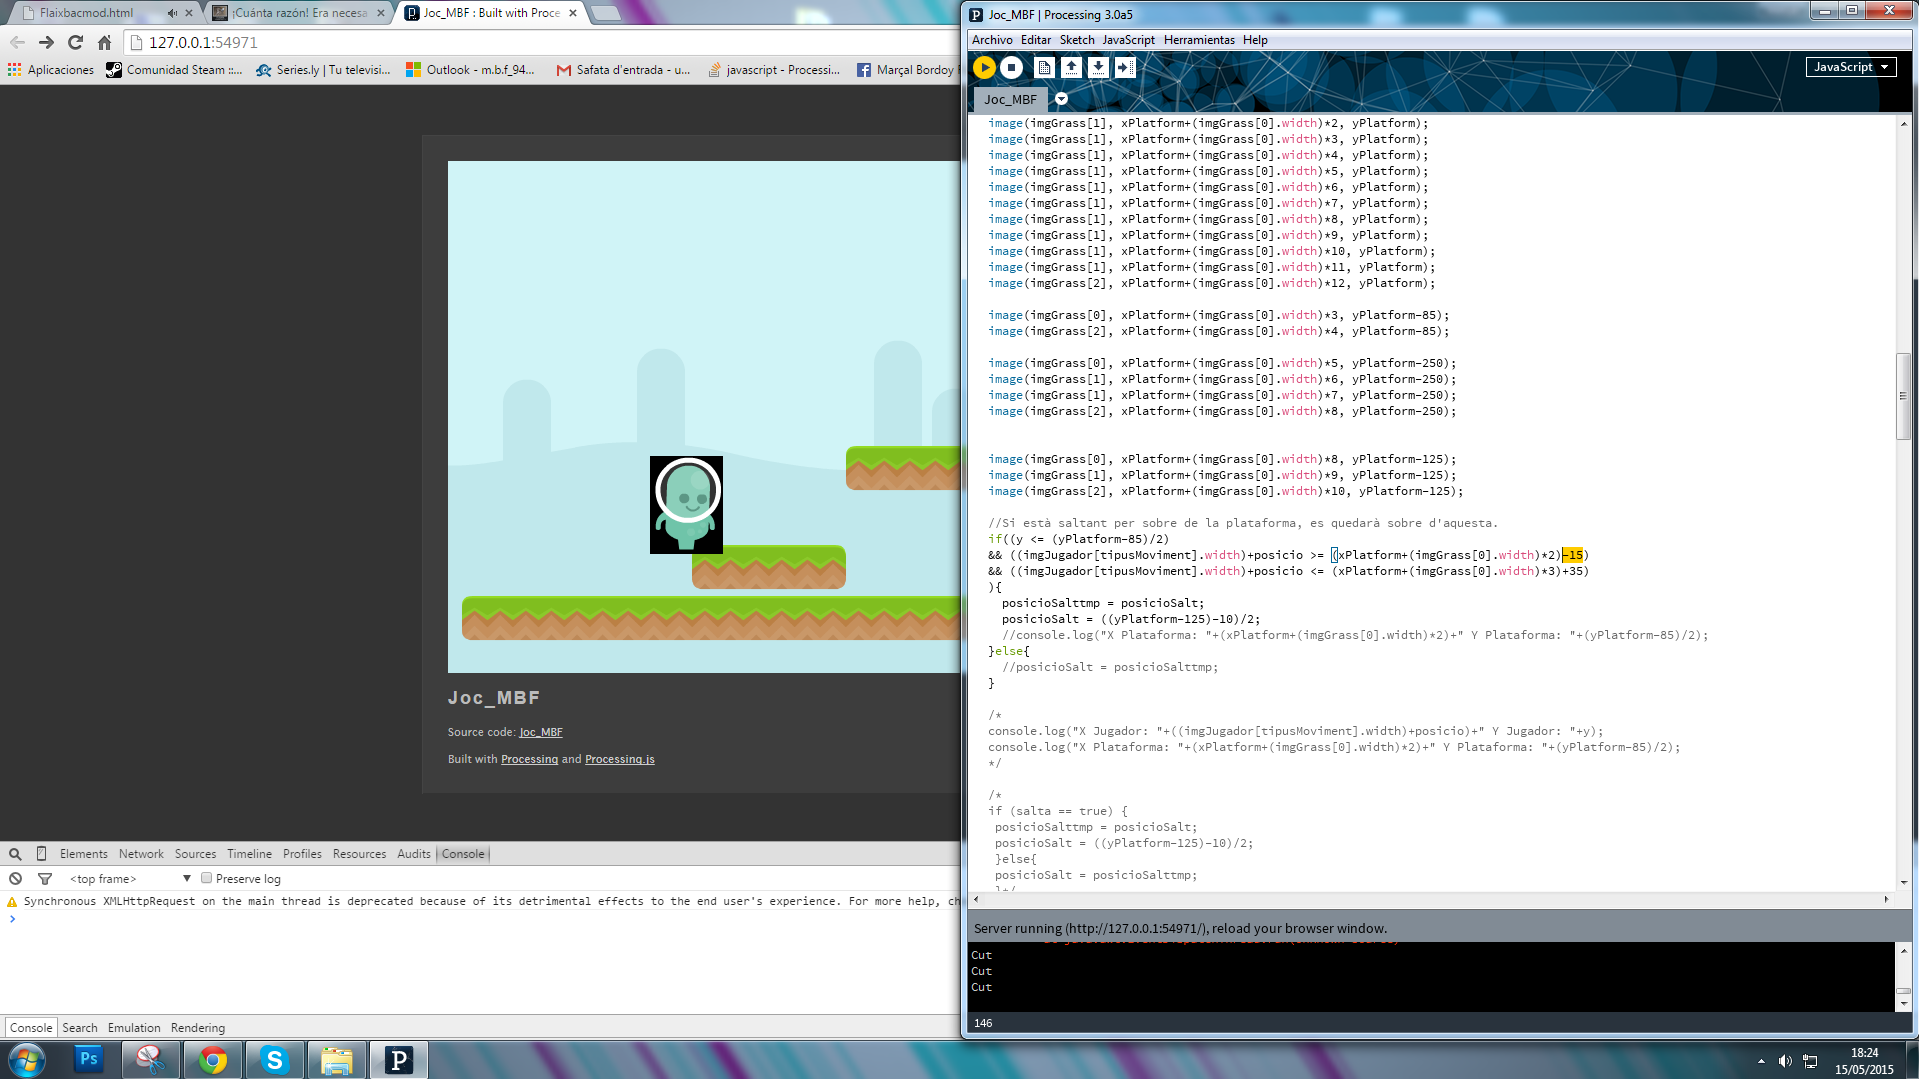 Flaixbacmod.html
¡Cuánta razón! Era necesa
Joc_MBF : Built with Proce
127.0.0.1:54971
Aplicaciones
Comunidad Steam ::...
Series.ly | Tu televisi...
Outlook - m.b.f_94...
Safata d'entrada - u...
javascript - Processi...
Marçal Bordoy
Joc_MBF
Source code: Joc_MBF
Built with Processing and Processing.js
Elements Network Sources Timeline Profiles Resources Audits Console
<top frame>
Preserve log
Synchronous XMLHttpRequest on the main thread is deprecated because of its detrimental effects to the end user's experience. For more help, ch
Console Search Emulation Rendering
Joc_MBF | Processing 3.0a5
Archivo Editar Sketch JavaScript Herramientas Help
JavaScript
Joc_MBF
image(imgGrass[1], xPlatform+(imgGrass[0].width)*2, yPlatform);
image(imgGrass[1], xPlatform+(imgGrass[0].width)*3, yPlatform);
image(imgGrass[1], xPlatform+(imgGrass[0].width)*4, yPlatform);
image(imgGrass[1], xPlatform+(imgGrass[0].width)*5, yPlatform);
image(imgGrass[1], xPlatform+(imgGrass[0].width)*6, yPlatform);
image(imgGrass[1], xPlatform+(imgGrass[0].width)*7, yPlatform);
image(imgGrass[1], xPlatform+(imgGrass[0].width)*8, yPlatform);
image(imgGrass[1], xPlatform+(imgGrass[0].width)*9, yPlatform);
image(imgGrass[1], xPlatform+(imgGrass[0].width)*10, yPlatform);
image(imgGrass[1], xPlatform+(imgGrass[0].width)*11, yPlatform);
image(imgGrass[2], xPlatform+(imgGrass[0].width)*12, yPlatform);
image(imgGrass[0], xPlatform+(imgGrass[0].width)*3, yPlatform-85);
image(imgGrass[2], xPlatform+(imgGrass[0].width)*4, yPlatform-85);
image(imgGrass[0], xPlatform+(imgGrass[0].width)*5, yPlatform-250);
image(imgGrass[1], xPlatform+(imgGrass[0].width)*6, yPlatform-250);
image(imgGrass[1], xPlatform+(imgGrass[0].width)*7, yPlatform-250);
image(imgGrass[2], xPlatform+(imgGrass[0].width)*8, yPlatform-250);
image(imgGrass[0], xPlatform+(imgGrass[0].width)*8, yPlatform-125);
image(imgGrass[1], xPlatform+(imgGrass[0].width)*9, yPlatform-125);
image(imgGrass[2], xPlatform+(imgGrass[0].width)*10, yPlatform-125);
//Si està saltant per sobre de la plataforma, es quedarà sobre d'aquesta.
if((y <= (yPlatform-85)/2)
&& ((imgJugador[tipusMoviment].width)+posicio >= (xPlatform+(imgGrass[0].width)*2)-15)
&& ((imgJugador[tipusMoviment].width)+posicio <= (xPlatform+(imgGrass[0].width)*3)+35)
){
posicioSalttmp = posicioSalt;
posicioSalt = ((yPlatform-125)-10)/2;
//console.log("X Plataforma: "+(xPlatform+(imgGrass[0].width)*2)+" Y Plataforma: "+(yPlatform-85)/2);
}else{
//posicioSalt = posicioSalttmp;
}
/*
console.log("X Jugador: "+((imgJugador[tipusMoviment].width)+posicio)+" Y Jugador: "+y);
console.log("X Plataforma: "+(xPlatform+(imgGrass[0].width)*2)+" Y Plataforma: "+(yPlatform-85)/2);
*/
/*
if (salta == true) {
posicioSalttmp = posicioSalt;
posicioSalt = ((yPlatform-125)-10)/2;
}else{
posicioSalt = posicioSalttmp;
}*/
Server running (http://127.0.0.1:54971/), reload your browser window.
Cut
Cut
Cut
146
Ps
18:24
15/05/2015